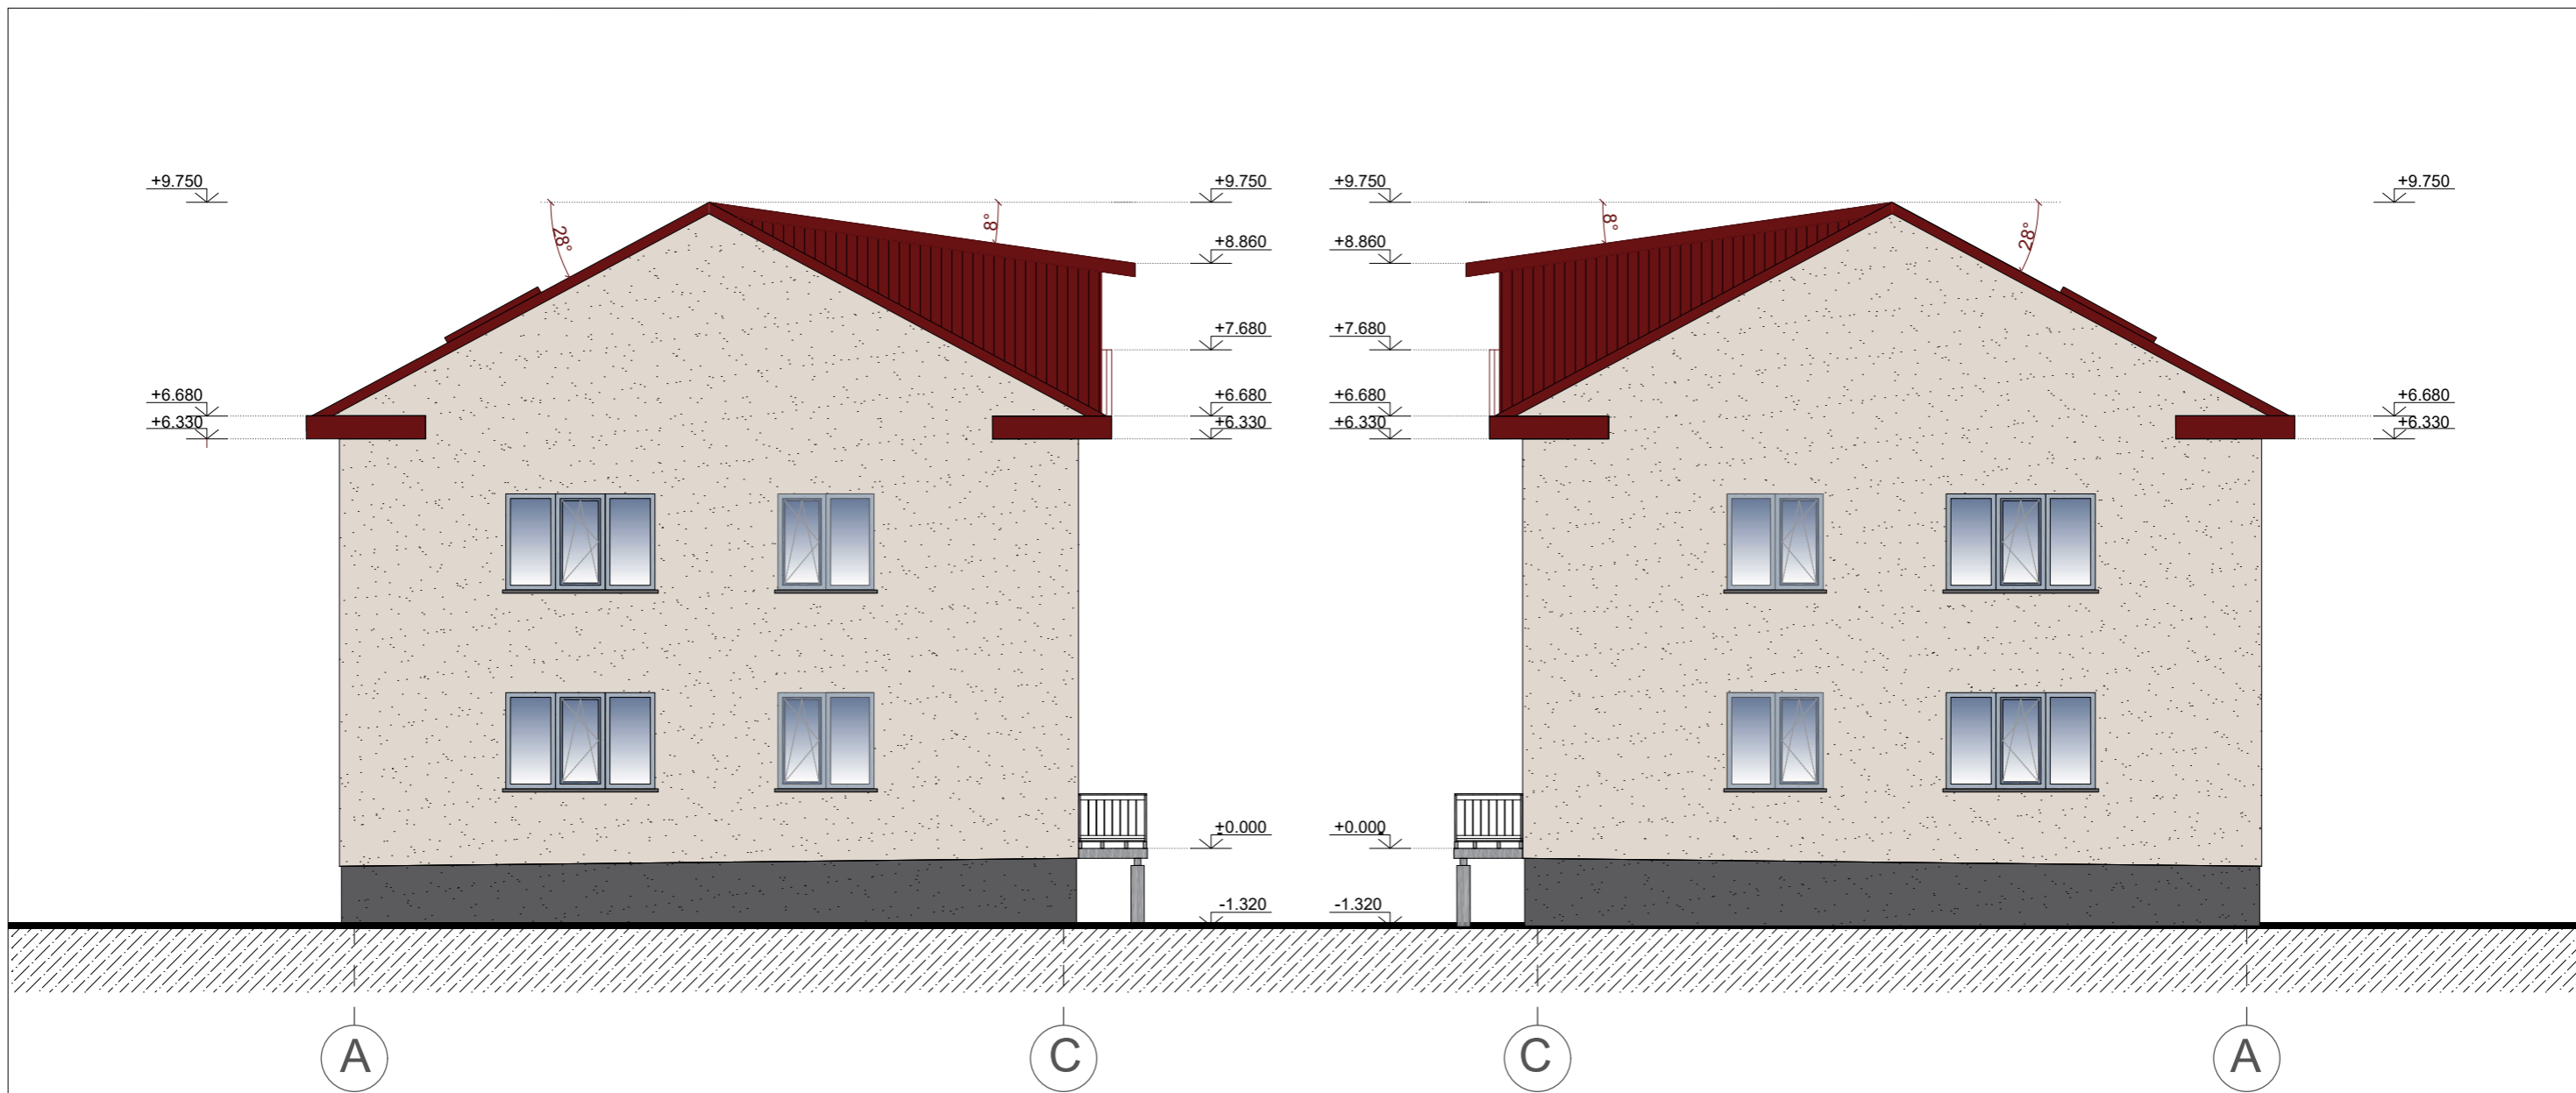 +9.750 +9.750 +9.750 +9.750
28° 8° 8° 28°
+8.860 +8.860
+7.680 +7.680
+6.680 +6.680 +6.680 +6.680
+6.330 +6.330 +6.330 +6.330
+0.000 +0.000
-1.320 -1.320
A C C A